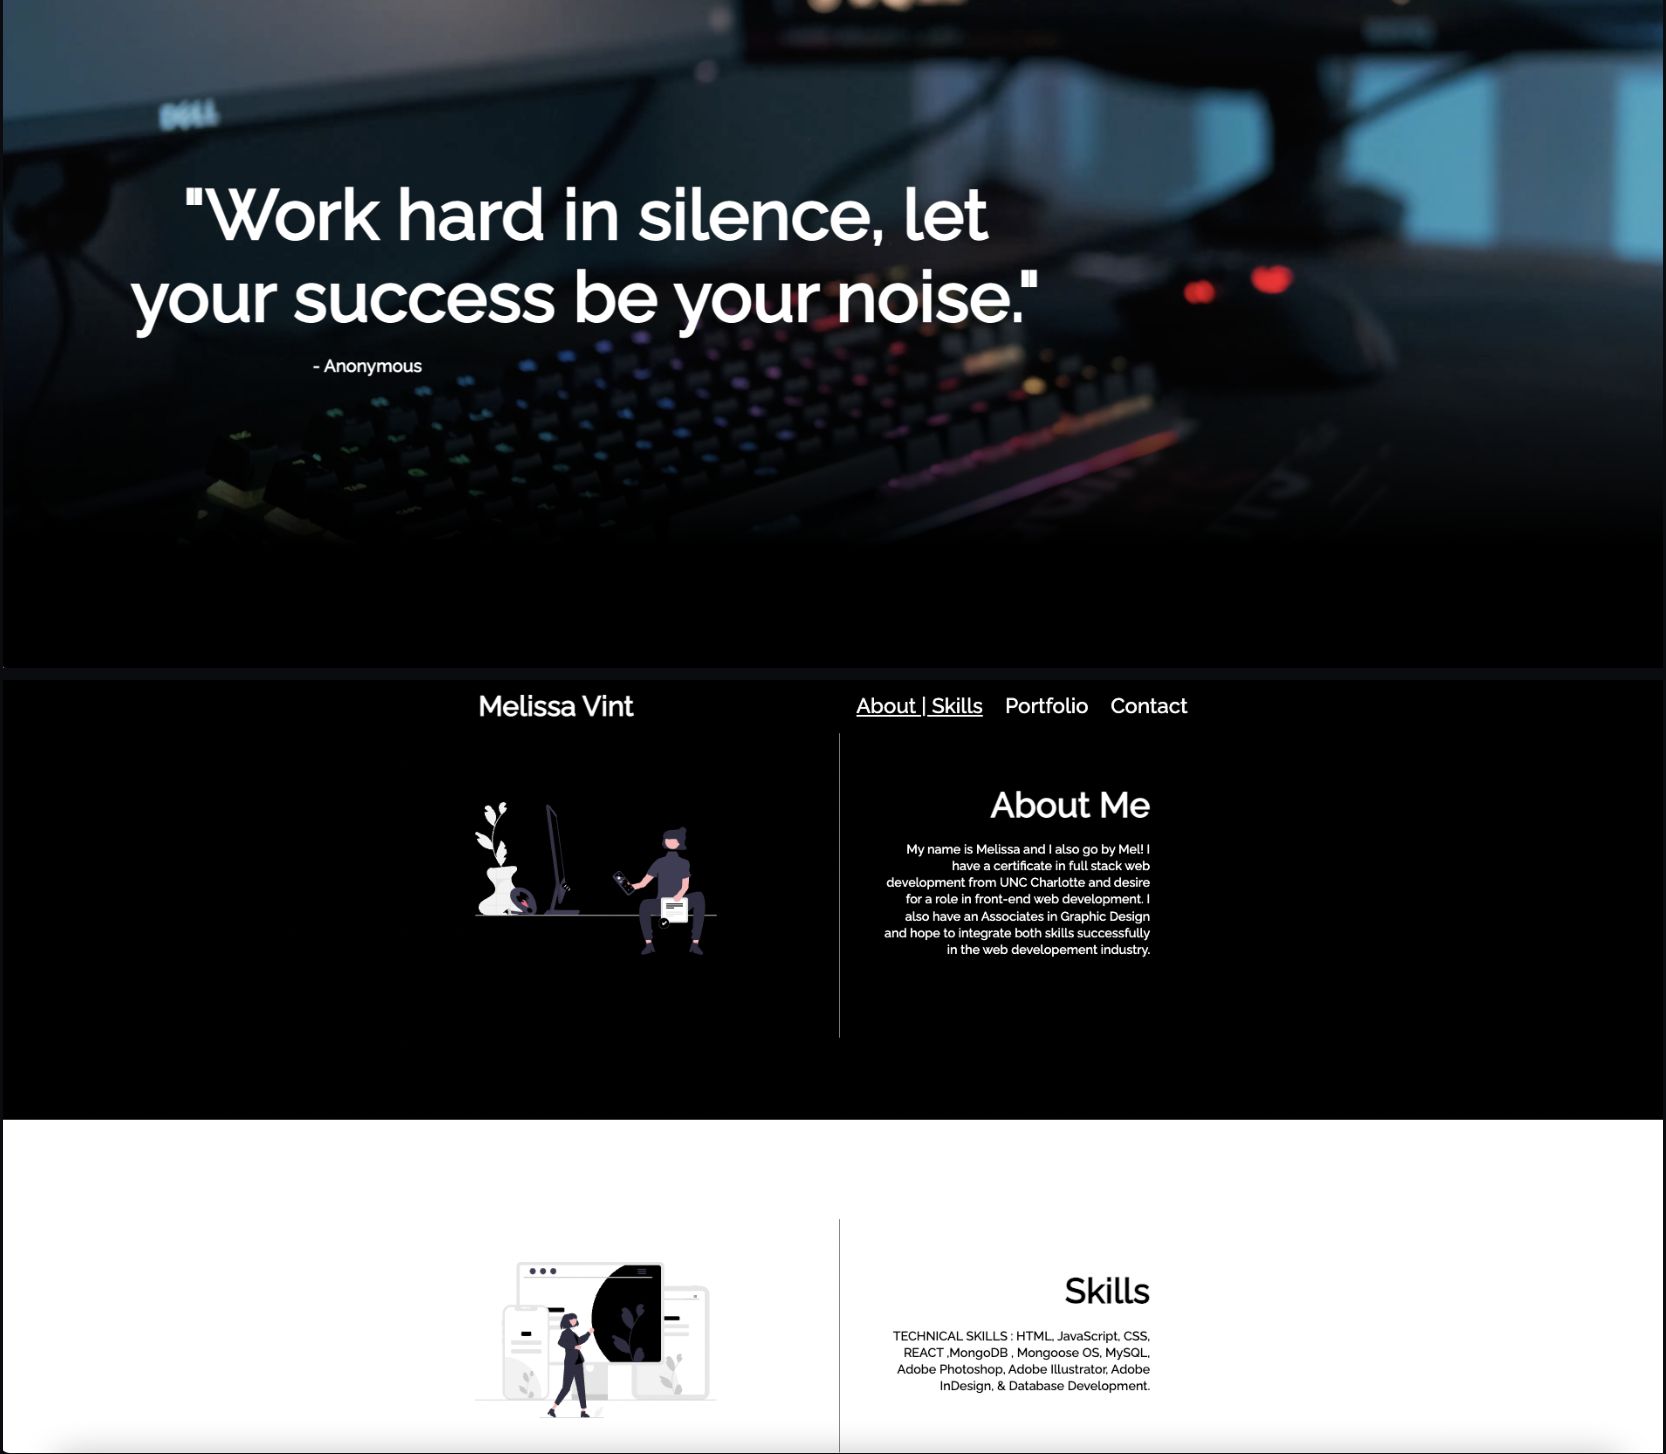 DELL
"Work hard in silence, let
your success be your noise."
- Anonymous
Melissa Vint
About | Skills Portfolio Contact
About Me
My name is Melissa and I also go by Mel! I
have a certificate in full stack web
development from UNC Charlotte and desire
for a role in front-end web development. I
also have an Associates in Graphic Design
and hope to integrate both skills successfully
in the web developement industry.
Skills
TECHNICAL SKILLS : HTML, JavaScript, CSS,
REACT ,MongoDB , Mongoose OS, MySQL,
Adobe Photoshop, Adobe Illustrator, Adobe
InDesign, & Database Development.